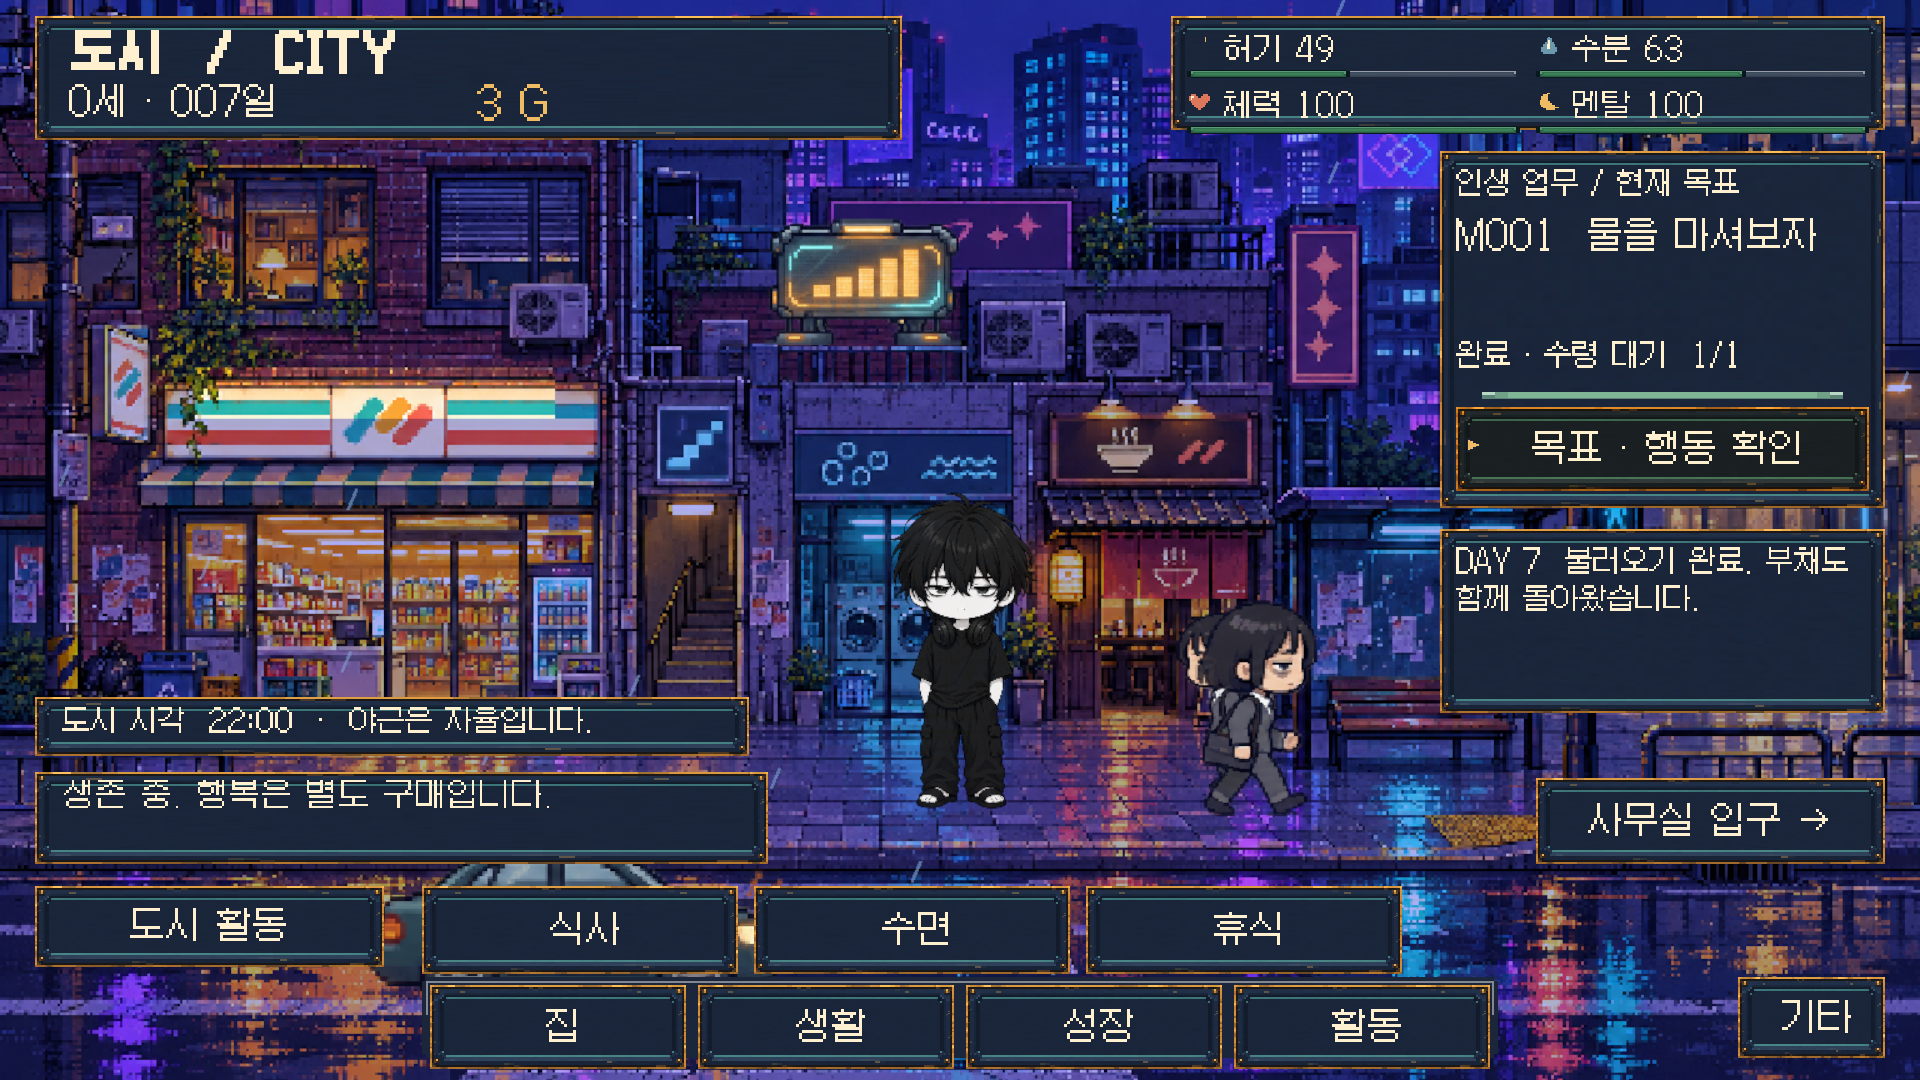 도시 / CITY
0세 · 007일
3 G
허기 49
수분 63
체력 100
멘탈 100
인생 업무 / 현재 목표
M001 물을 마셔보자
완료 · 수령 대기 1/1
목표 · 행동 확인
DAY 7 불러오기 완료. 부채도
함께 돌아왔습니다.
도시 시각 22:00 · 야근은 자율입니다.
생존 중. 행복은 별도 구매입니다.
사무실 입구 →
도시 활동
식사
수면
휴식
집
생활
성장
활동
기타